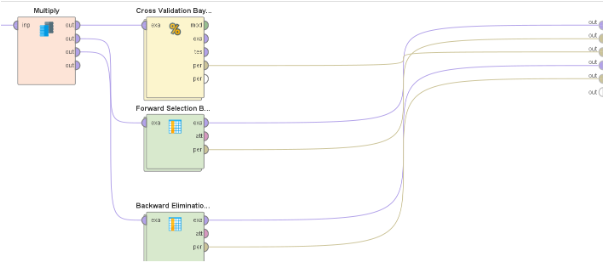 Multiply
inp
out
out
out
out
Cross Validation Bay...
exa
mod
exa
tes
per
per
Forward Selection B...
exa
exa
att
per
Backward Eliminatio...
exa
exa
att
per
out
out
out
out
out
out